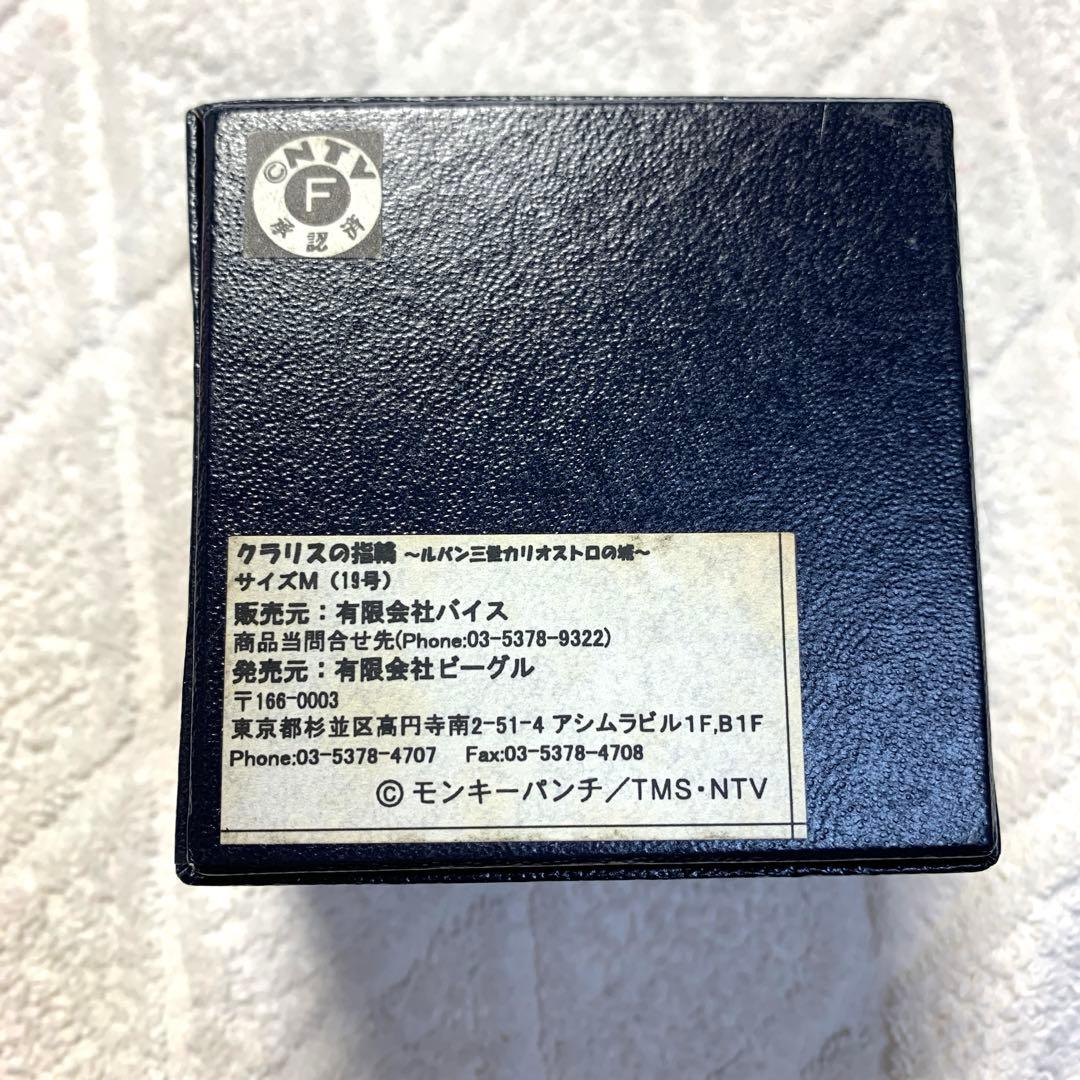 ©NTV
F
承認済
クラリスの指輪 ～ルパン三世カリオストロの城～
サイズM（19号）
販売元：有限会社バイス
商品当問合せ先(Phone:03-5378-9322)
発売元：有限会社ビーグル
〒166-0003
東京都杉並区高円寺南2-51-4 アシムラビル1F,B1F
Phone:03-5378-4707 Fax:03-5378-4708
© モンキーパンチ／TMS・NTV